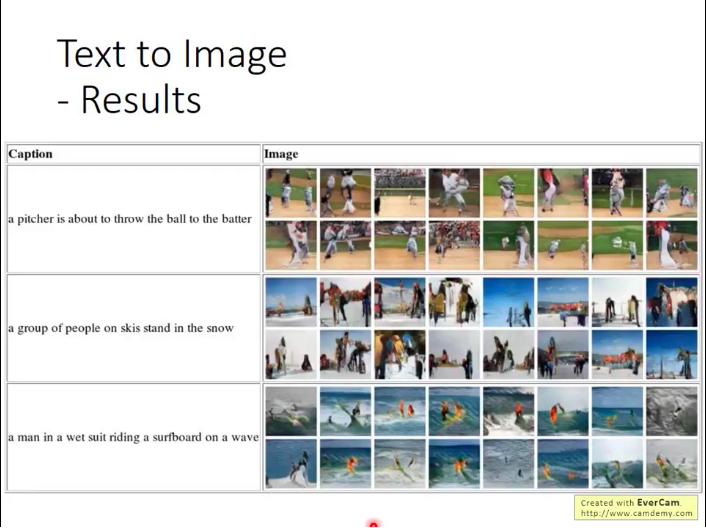 Text to Image
- Results
Caption
Image
a pitcher is about to throw the ball to the batter
a group of people on skis stand in the snow
a man in a wet suit riding a surfboard on a wave
Created with EverCam.
http://www.camdemy.com